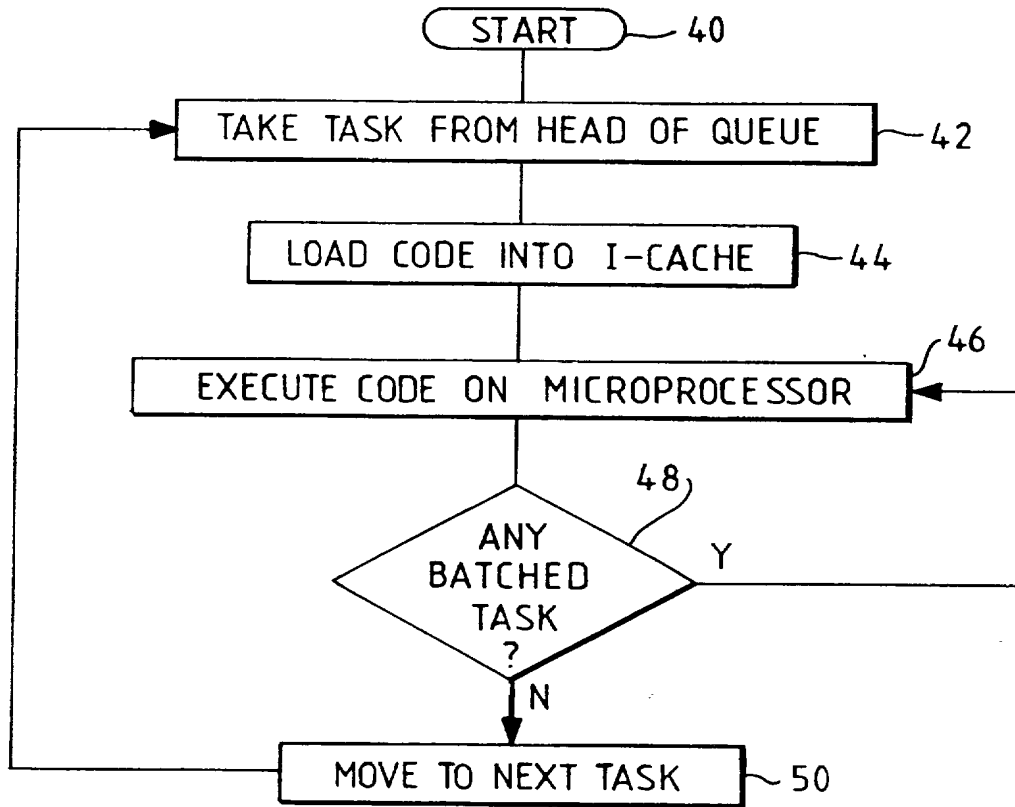 START
40
TAKE TASK FROM HEAD OF QUEUE
42
LOAD CODE INTO I-CACHE
44
46
EXECUTE CODE ON MICROPROCESSOR
48
ANY
BATCHED
TASK
?
Y
N
MOVE TO NEXT TASK
50